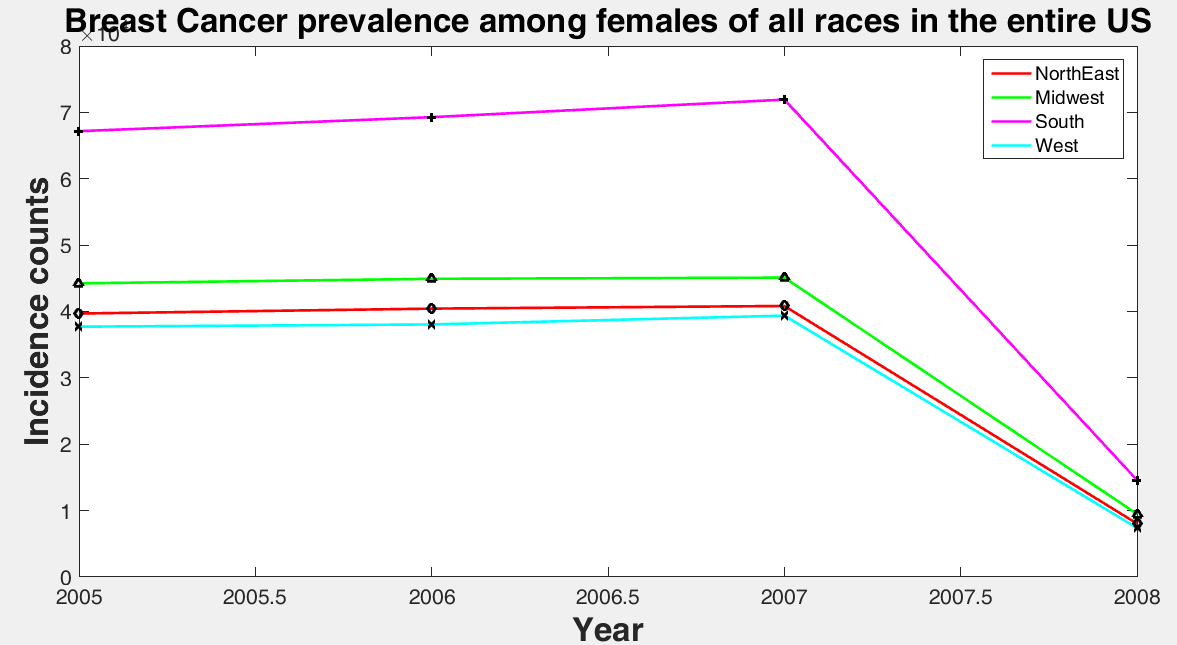 Breast Cancer prevalence among females of all races in the entire US
×10
8
7
6
5
4
3
2
1
0
2005 2005.5 2006 2006.5 2007 2007.5 2008
Incidence counts
Year
NorthEast
Midwest
South
West